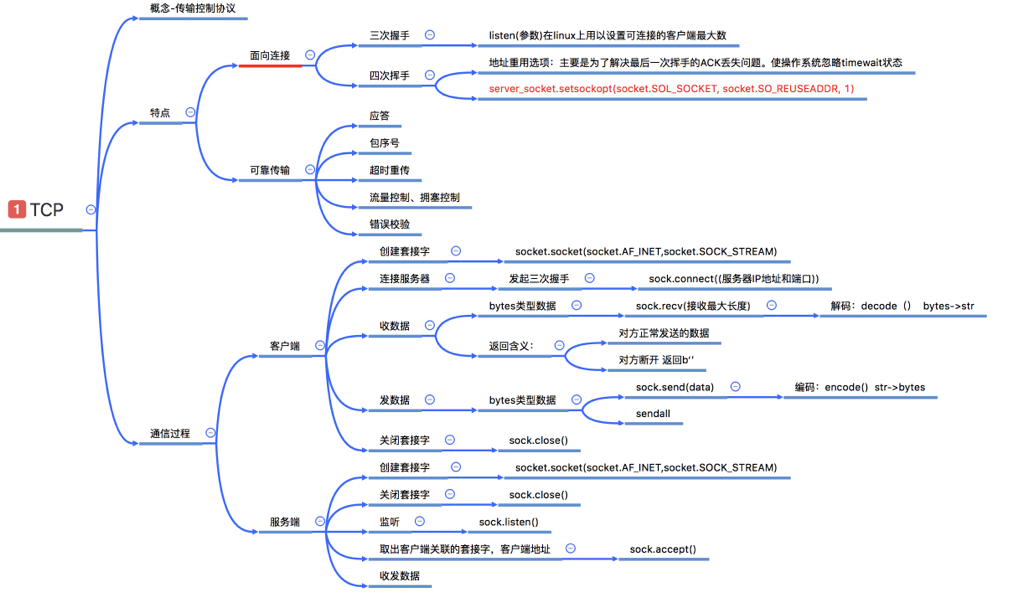 概念-传输控制协议
三次握手
listen(参数)在linux上用以设置可连接的客户端最大数
面向连接
地址重用选项：主要是为了解决最后一次挥手的ACK丢失问题。使操作系统忽略timewait状态
四次挥手
server_socket.setsockopt(socket.SOL_SOCKET, socket.SO_REUSEADDR, 1)
特点
应答
包序号
可靠传输
超时重传
流量控制、拥塞控制
错误校验
1 TCP
创建套接字
socket.socket(socket.AF_INET,socket.SOCK_STREAM)
连接服务器
发起三次握手
sock.connect((服务器IP地址和端口))
bytes类型数据
sock.recv(接收最大长度)
解码：decode（） bytes->str
收数据
返回含义：
对方正常发送的数据
对方断开 返回b‘’
客户端
发数据
bytes类型数据
sock.send(data)
编码：encode() str->bytes
sendall
关闭套接字
sock.close()
通信过程
创建套接字
socket.socket(socket.AF_INET,socket.SOCK_STREAM)
关闭套接字
sock.close()
服务端
监听
sock.listen()
取出客户端关联的套接字，客户端地址
sock.accept()
收发数据